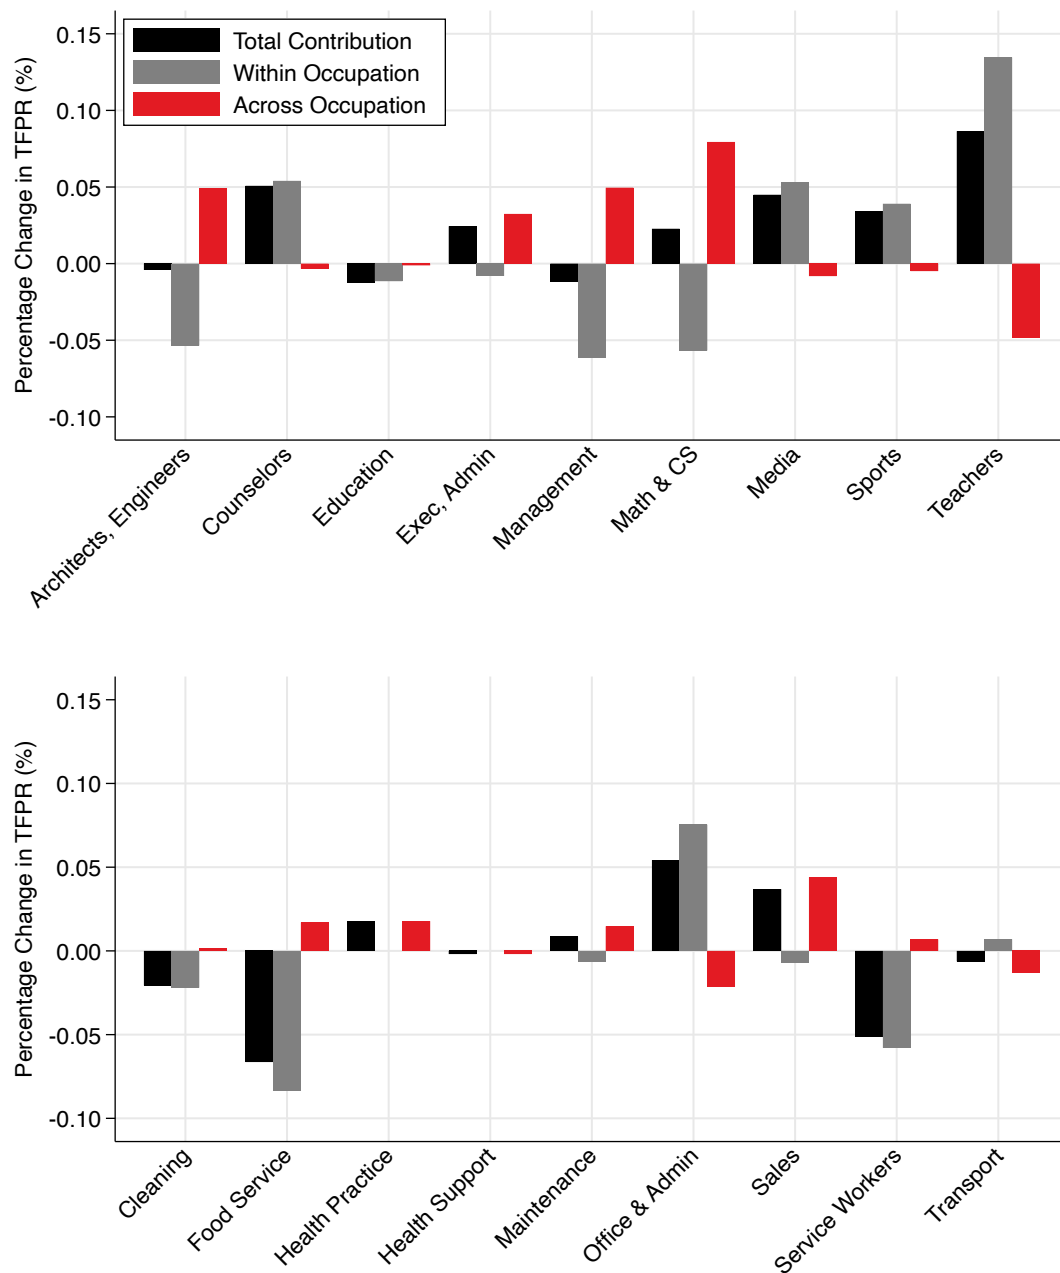 Percentage Change in TFPR (%)
0.15
0.10
0.05
0.00
-0.05
-0.10
Total Contribution
Within Occupation
Across Occupation
Architects, Engineers
Counselors
Education
Exec, Admin
Management
Math & CS
Media
Sports
Teachers
Percentage Change in TFPR (%)
0.15
0.10
0.05
0.00
-0.05
-0.10
Cleaning
Food Service
Health Practice
Health Support
Maintenance
Office & Admin
Sales
Service Workers
Transport